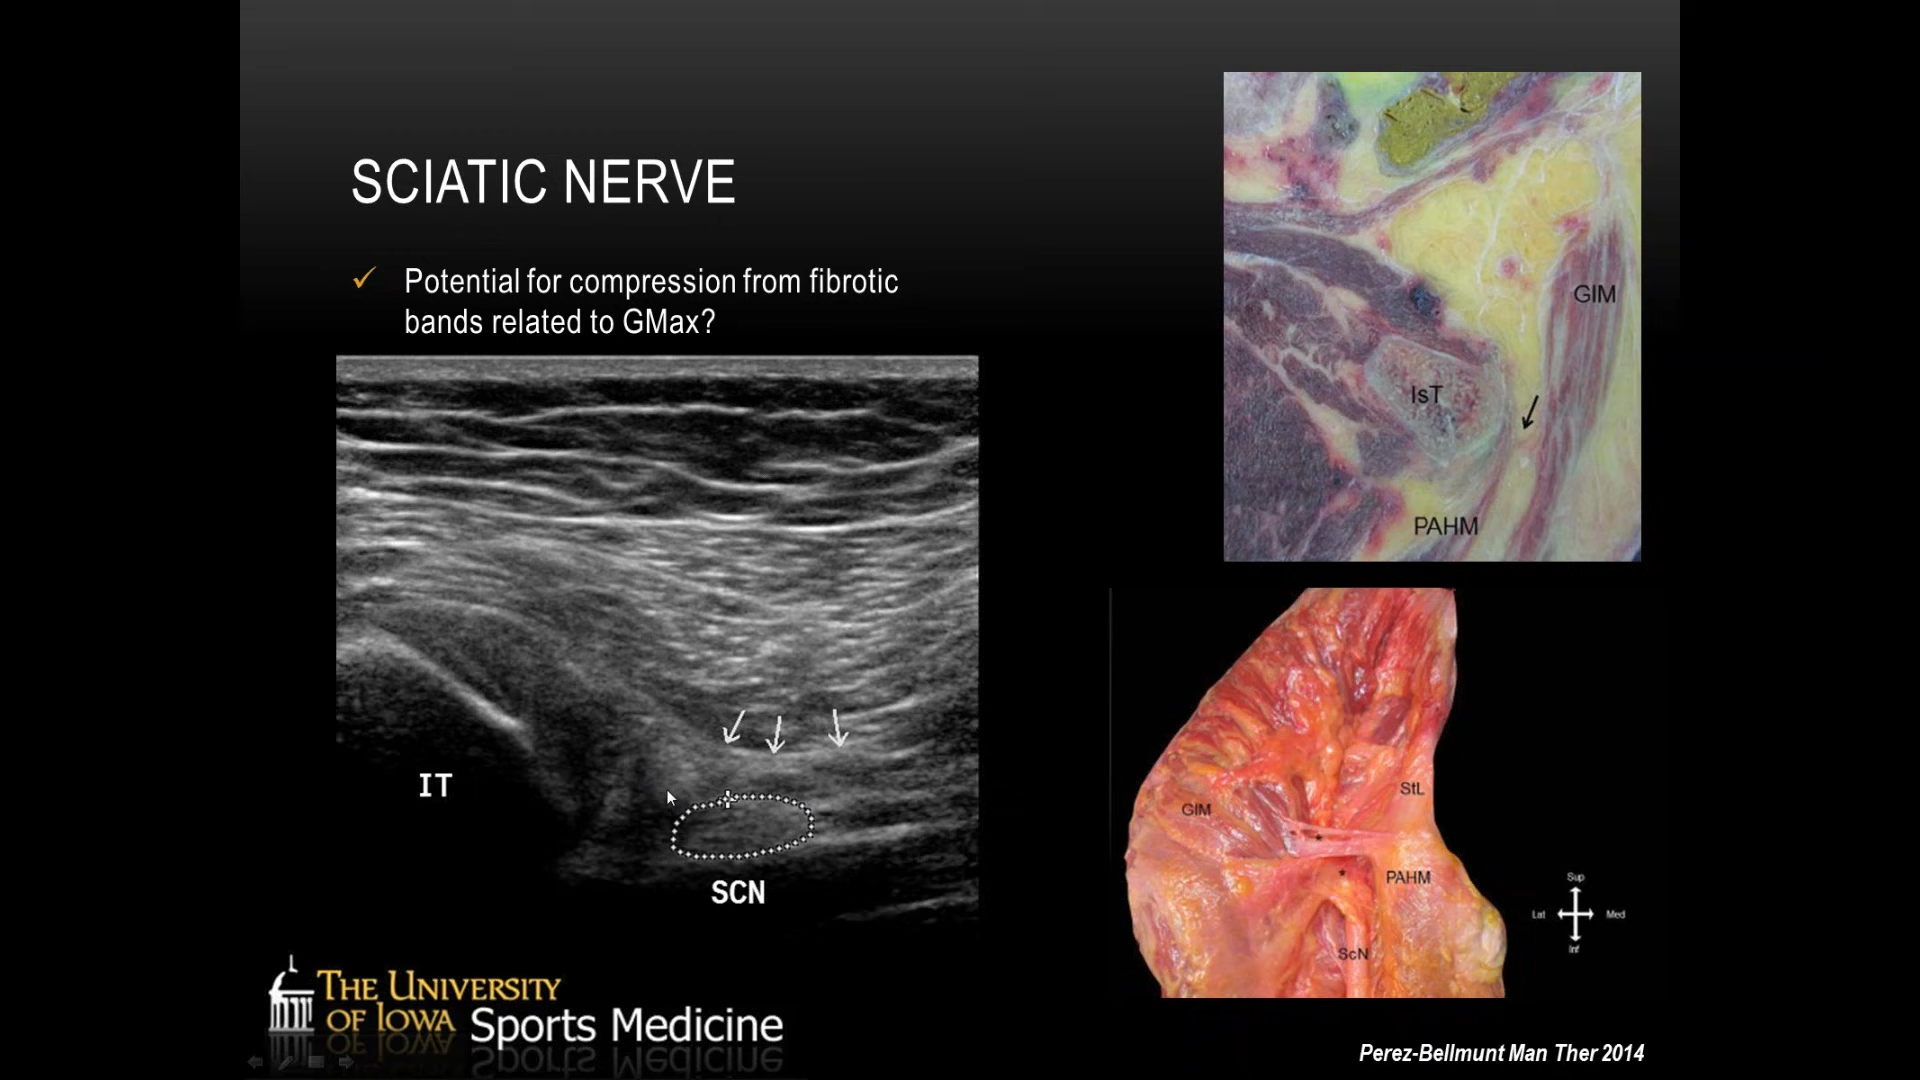 SCIATIC NERVE
Potential for compression from fibrotic
bands related to GMax?
IT
SCN
GIM
IsT
PAHM
GIM
StL
PAHM
ScN
*
*
Sup
Lat
Med
Inf
THE UNIVERSITY
OF IOWA Sports Medicine
Perez-Bellmunt Man Ther 2014